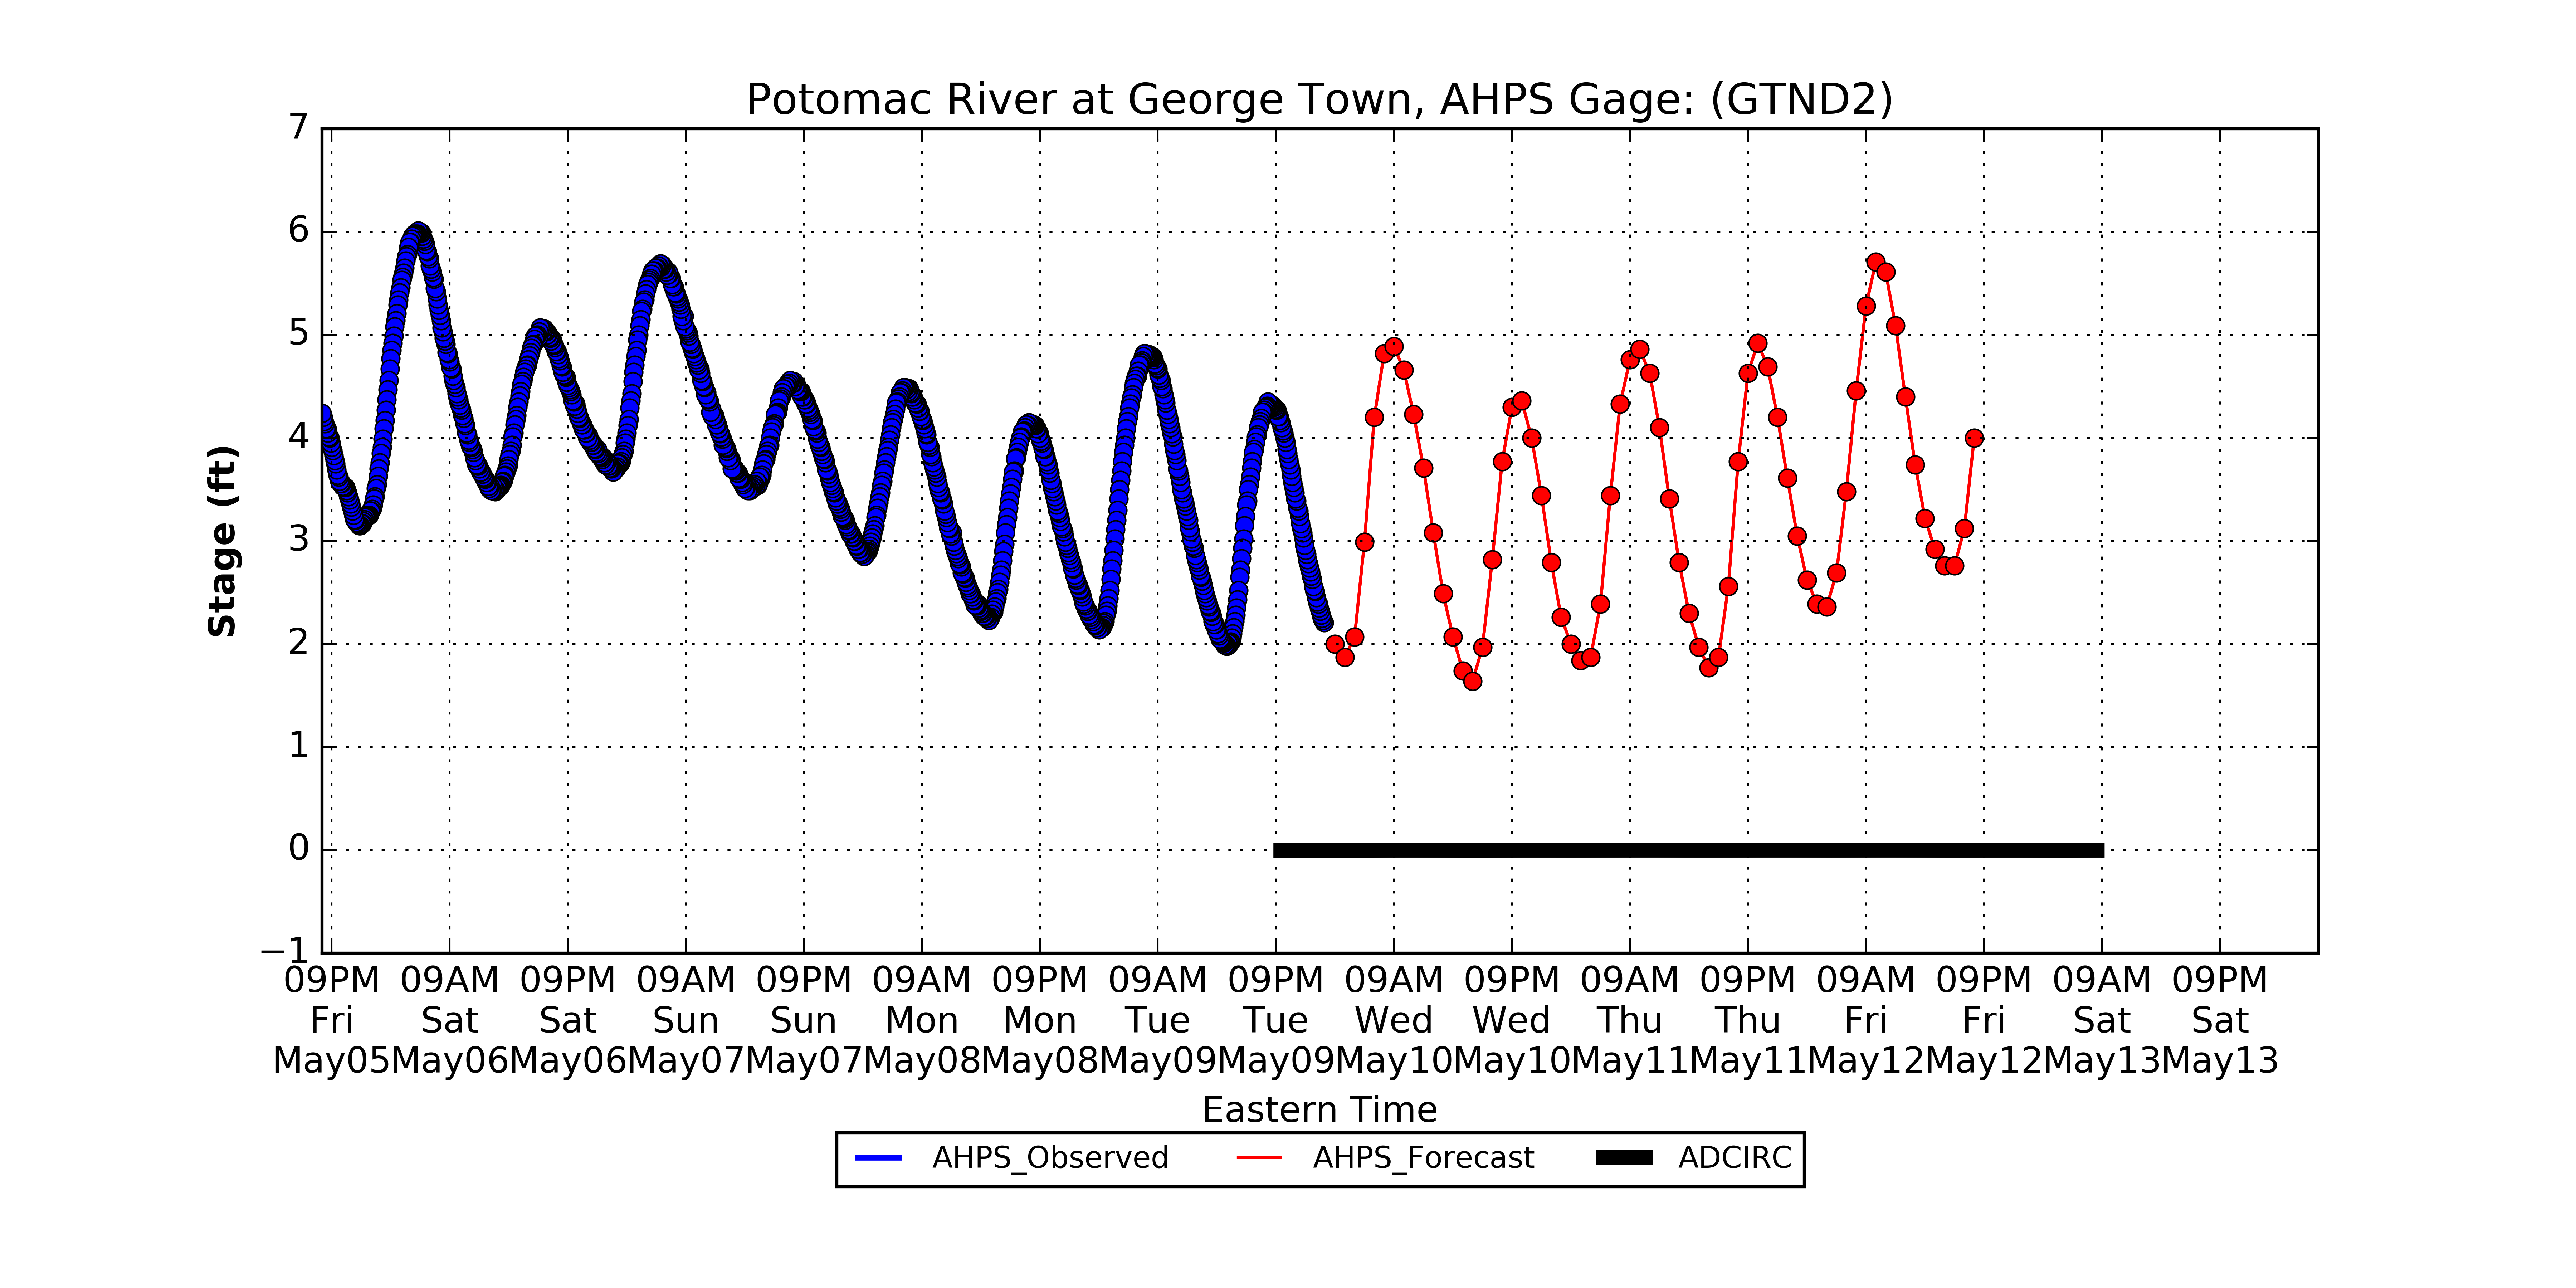 Potomac River at George Town, AHPS Gage: (GTND2)
Stage (ft)
7
6
5
4
3
2
1
0
−1
09PM 09AM 09PM 09AM 09PM 09AM 09PM 09AM 09PM 09AM 09PM 09AM 09PM 09AM 09PM 09AM 09PM
Fri Sat Sat Sun Sun Mon Mon Tue Tue Wed Wed Thu Thu Fri Fri Sat Sat
May05 May06 May06 May07 May07 May08 May08 May09 May09 May10 May10 May11 May11 May12 May12 May13 May13
Eastern Time
AHPS_Observed AHPS_Forecast ADCIRC